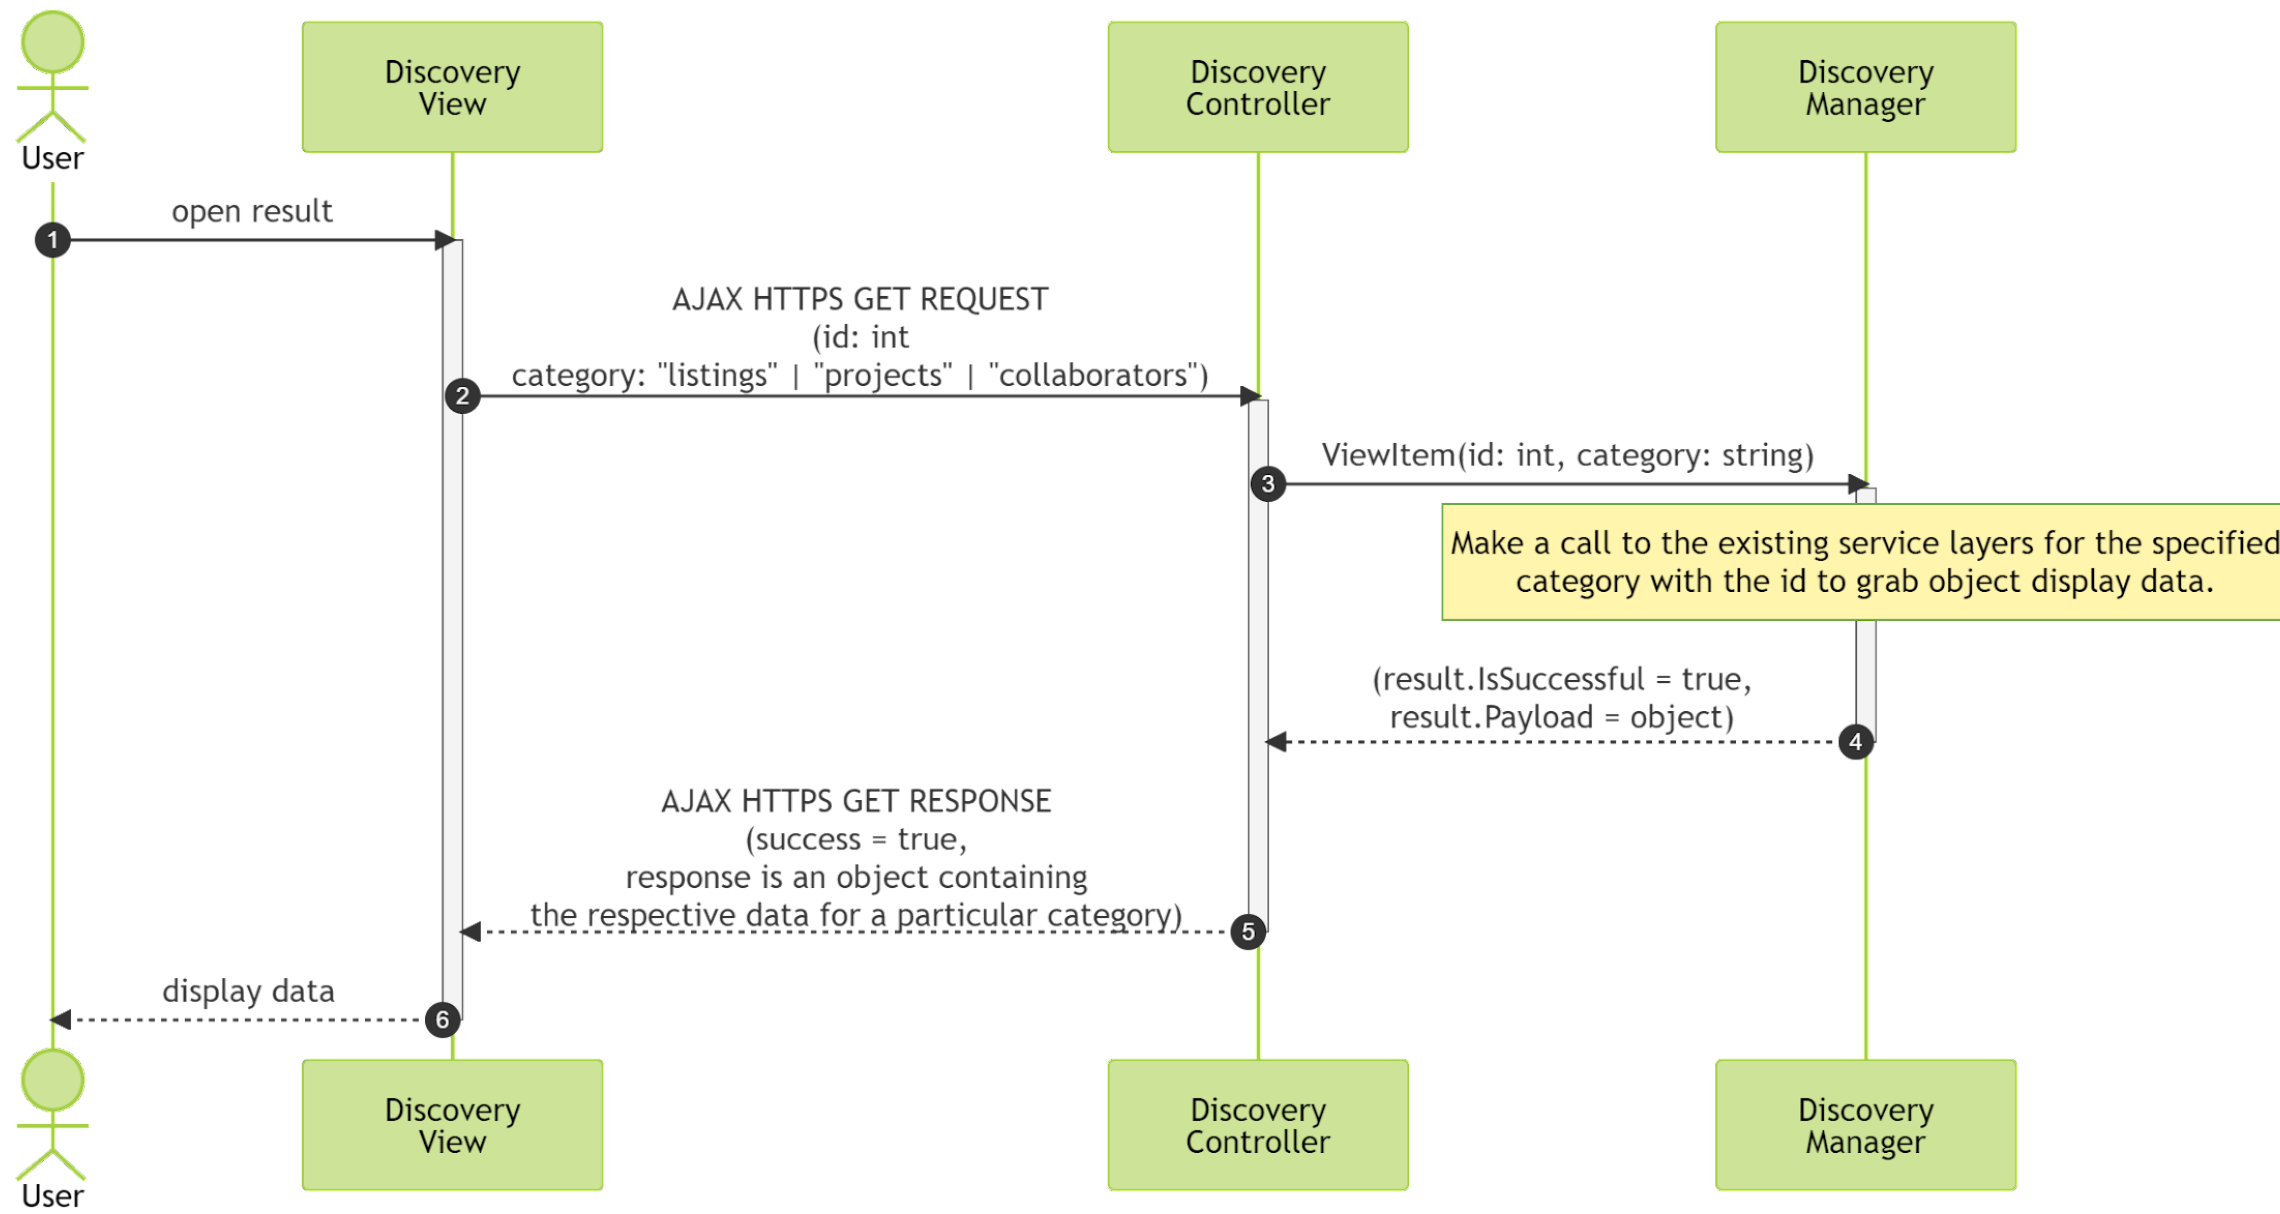 User
Discovery
View
Discovery
Controller
Discovery
Manager
open result
1
AJAX HTTPS GET REQUEST
(id: int
category: "listings" | "projects" | "collaborators")
2
ViewItem(id: int, category: string)
3
Make a call to the existing service layers for the specified
category with the id to grab object display data.
(result.IsSuccessful = true,
result.Payload = object)
4
AJAX HTTPS GET RESPONSE
(success = true,
response is an object containing
the respective data for a particular category)
5
display data
6
User
Discovery
View
Discovery
Controller
Discovery
Manager